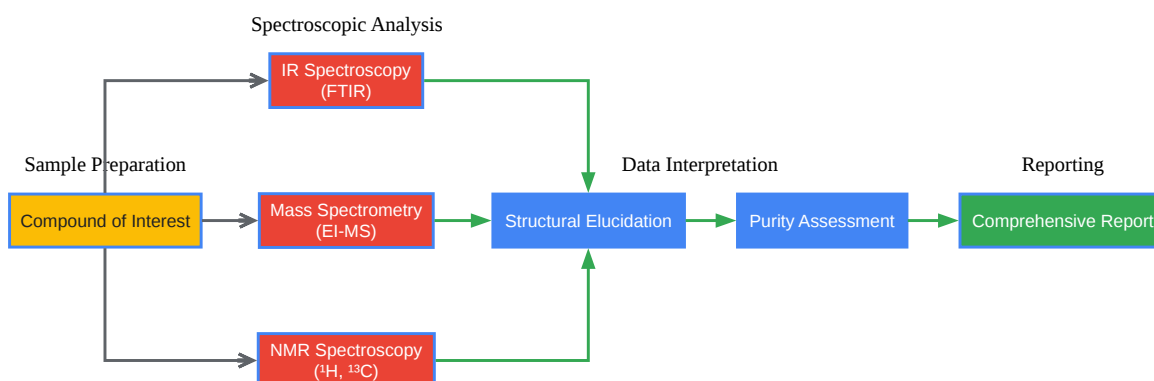 Spectroscopic Analysis
IR Spectroscopy
(FTIR)
Sample Preparation
Data Interpretation
Reporting
Compound of Interest
Mass Spectrometry
(EI-MS)
Structural Elucidation
Purity Assessment
Comprehensive Report
NMR Spectroscopy
(¹H, ¹³C)